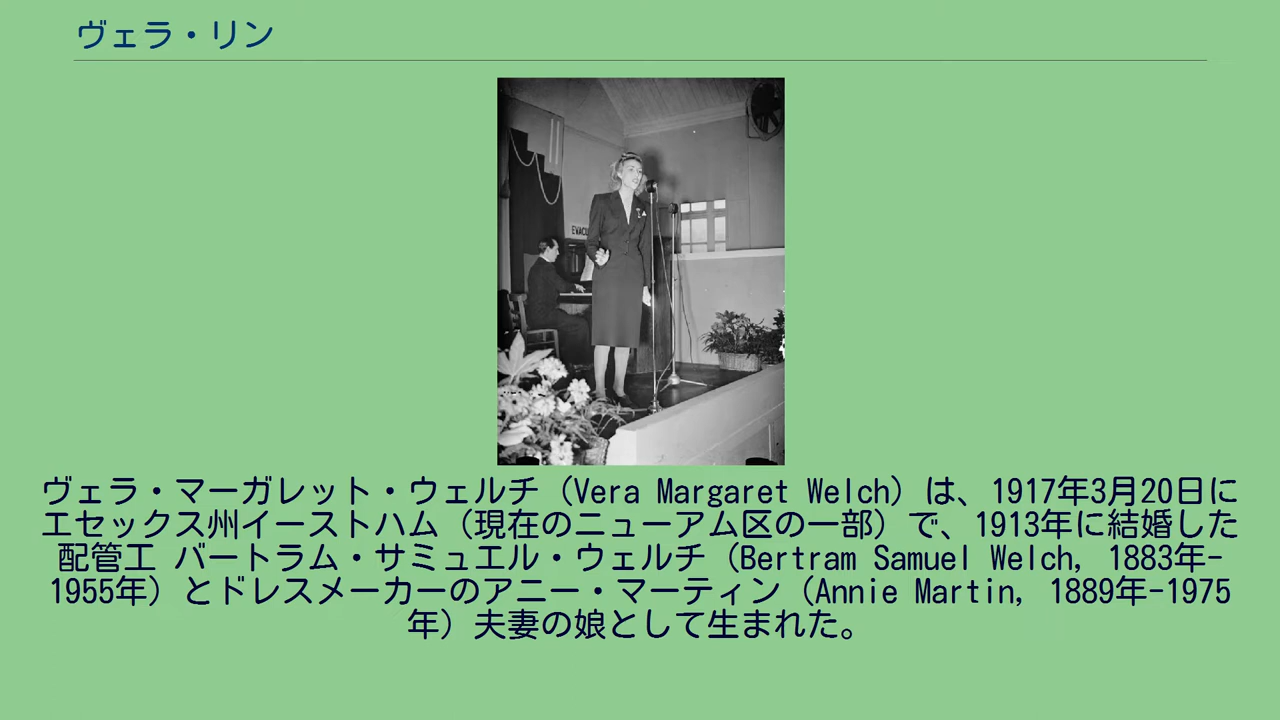 ヴェラ・リン
EVACU
ヴェラ・マーガレット・ウェルチ（Vera Margaret Welch）は、1917年3月20日に
エセックス州イーストハム（現在のニューアム区の一部）で、1913年に結婚した
配管工 バートラム・サミュエル・ウェルチ（Bertram Samuel Welch, 1883年-
1955年）とドレスメーカーのアニー・マーティン（Annie Martin, 1889年-1975
年）夫妻の娘として生まれた。